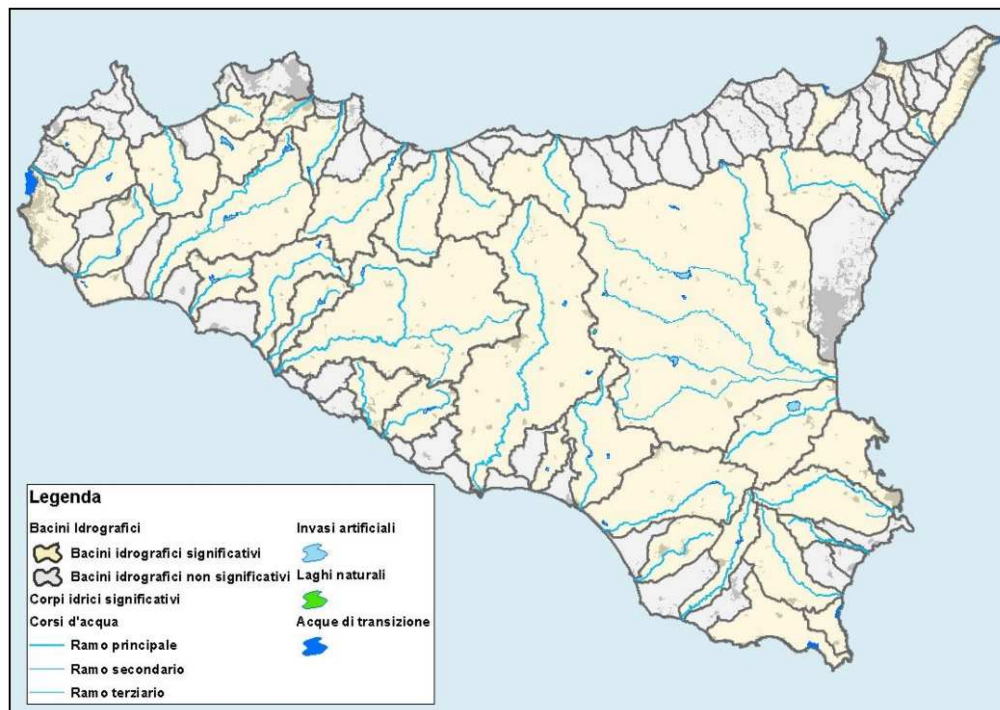 Legenda
Bacini Idrografici
Bacini idrografici significativi
Bacini idrografici non significativi
Corpi idrici significativi
Corsi d'acqua
Ramo principale
Ramo secondario
Ramo terziario
Invasi artificiali
Laghi naturali
Acque di transizione